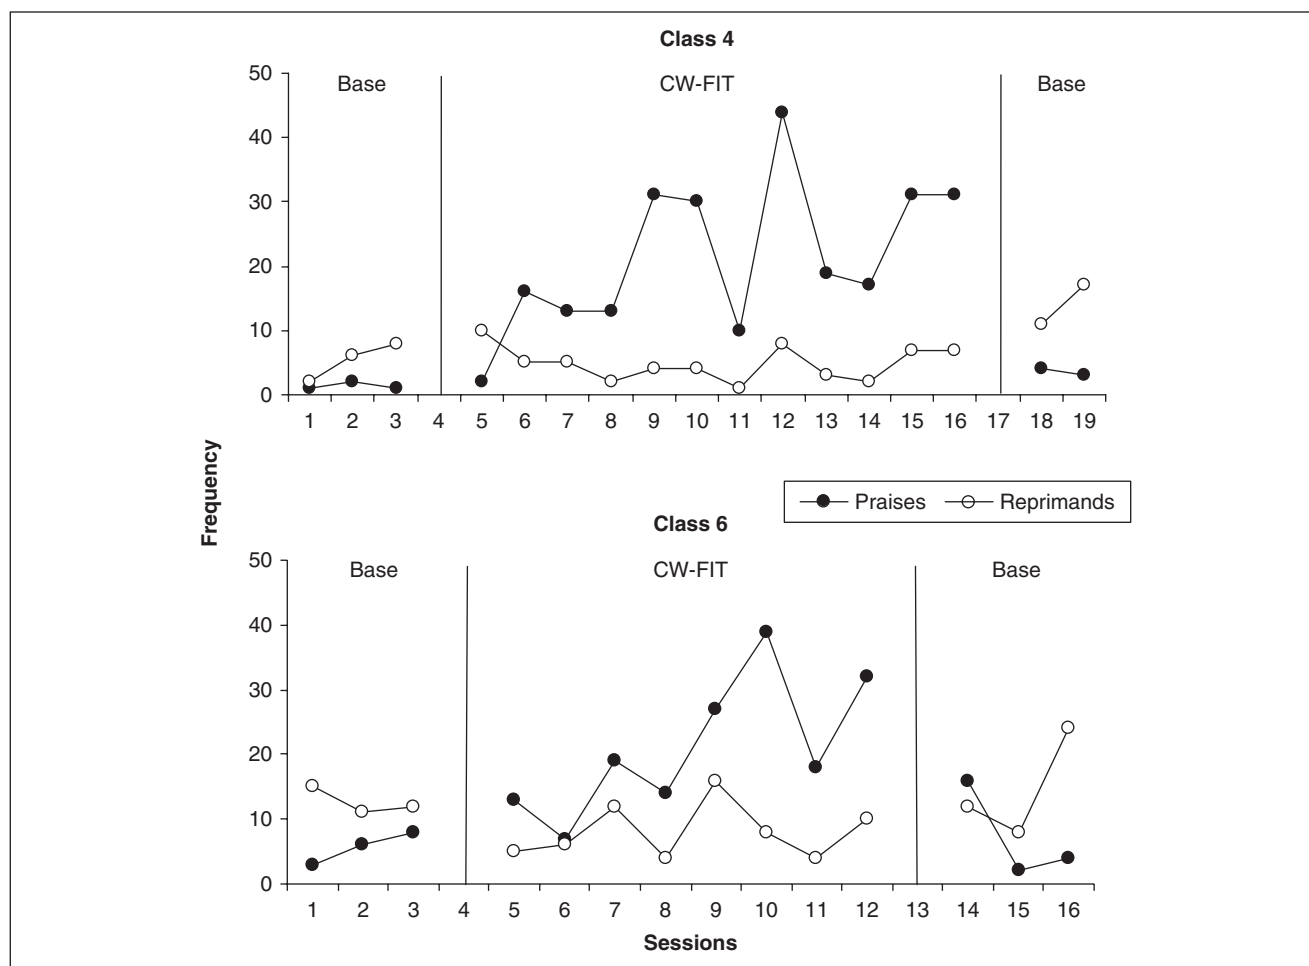 Class 4
50
Base
CW-FIT
Base
40
30
20
10
0
1 2 3 4 5 6 7 8 9 10 11 12 13 14 15 16 17 18 19
Frequency
Praises Reprimands
Class 6
50
Base
CW-FIT
Base
40
30
20
10
0
1 2 3 4 5 6 7 8 9 10 11 12 13 14 15 16
Sessions